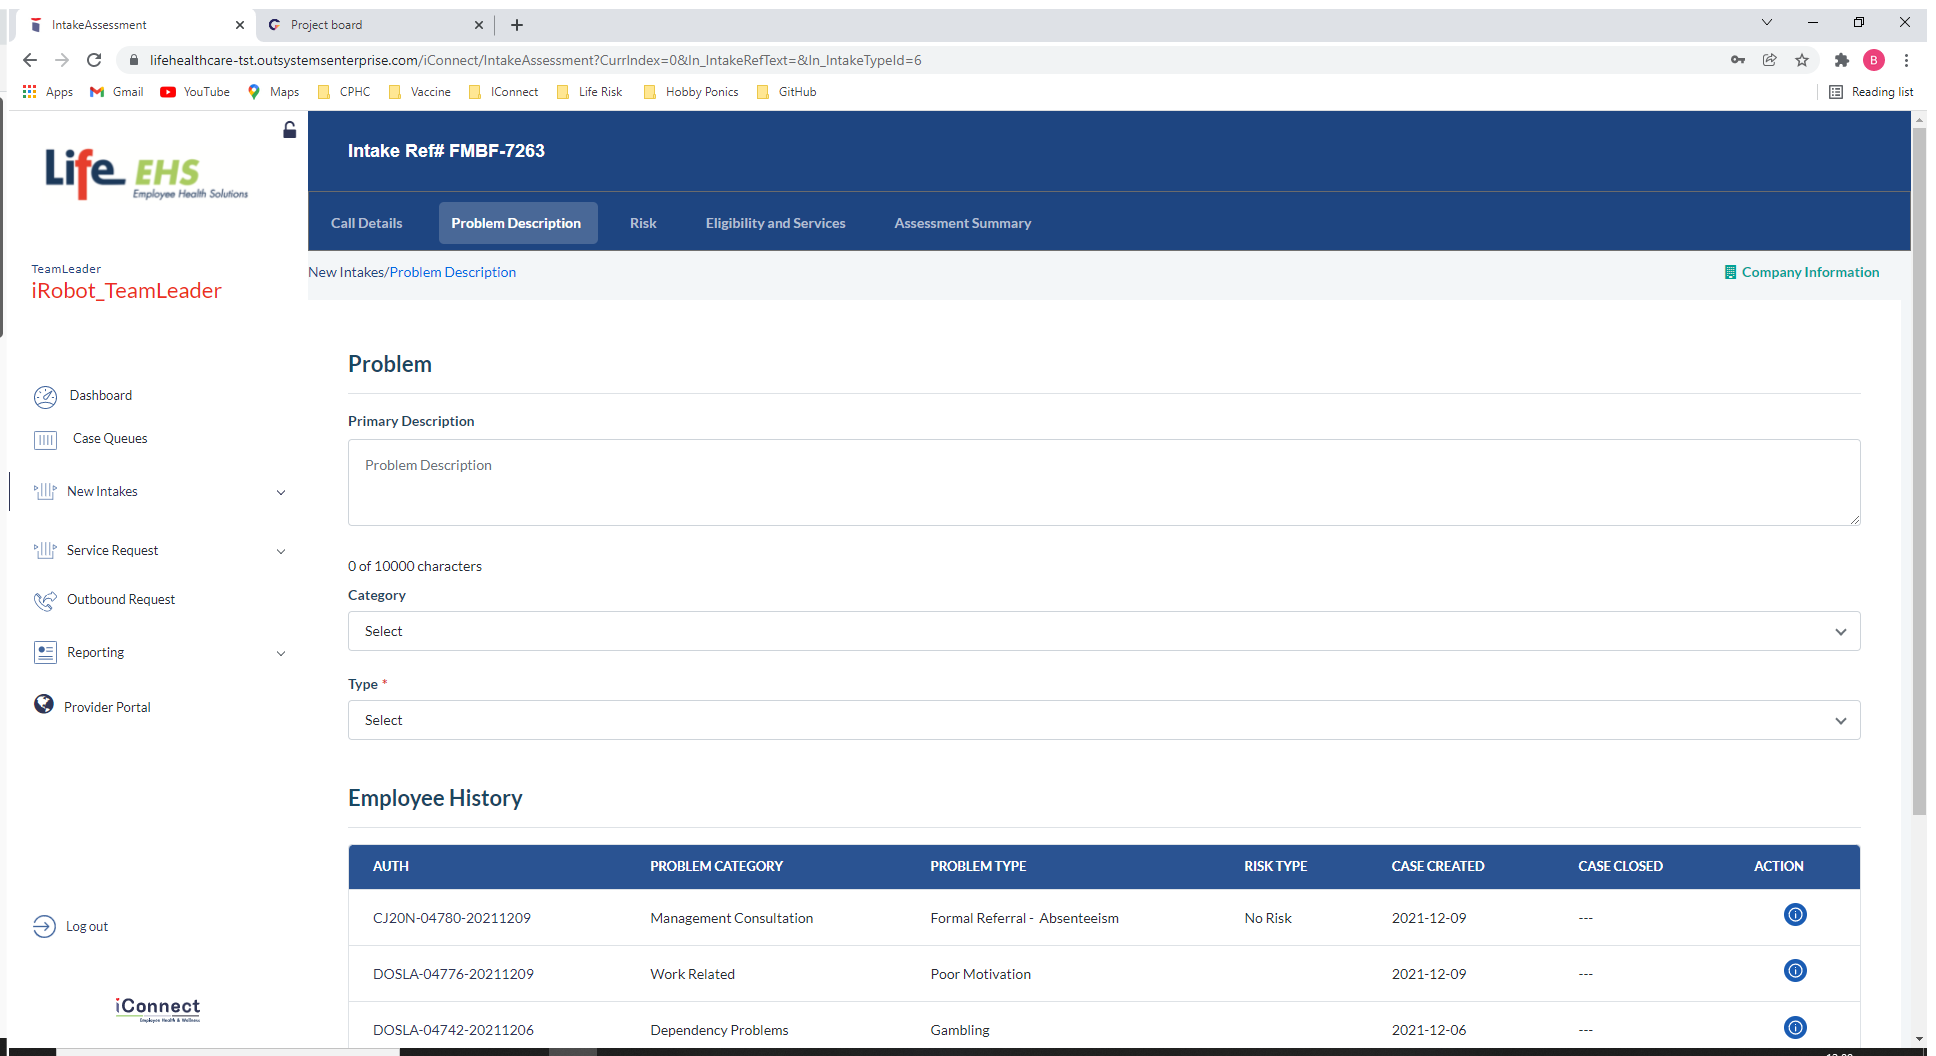 IntakeAssessment
Project board
lifehealthcare-tst.outsystemsenterprise.com/iConnect/IntakeAssessment?CurrIndex=0&In_IntakeRefText=&In_IntakeTypeId=6
B
Apps Gmail YouTube Maps CPHC Vaccine IConnect Life Risk Hobby Ponics GitHub Reading list
Life EHS
Employee Health Solutions
Intake Ref# FMBF-7263
Call Details Problem Description Risk Eligibility and Services Assessment Summary
TeamLeader
iRobot_TeamLeader
New Intakes/Problem Description Company Information
Dashboard
Case Queues
New Intakes
Service Request
Outbound Request
Reporting
Provider Portal
Log out
iConnect
Employee Health & Wellness
Problem
Primary Description
Problem Description
0 of 10000 characters
Category
Select
Type *
Select
Employee History
AUTH PROBLEM CATEGORY PROBLEM TYPE RISK TYPE CASE CREATED CASE CLOSED ACTION
CJ20N-04780-20211209 Management Consultation Formal Referral - Absenteeism No Risk 2021-12-09 ---
DOSLA-04776-20211209 Work Related Poor Motivation 2021-12-09 ---
DOSLA-04742-20211206 Dependency Problems Gambling 2021-12-06 ---